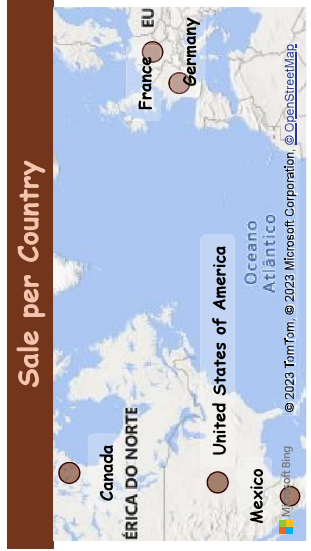 Sale per Country
Canada
ÉRICA DO NORTE
United States of America
Mexico
France
Germany
EU
Oceano
Atlântico
Microsoft Bing
© 2023 TomTom, © 2023 Microsoft Corporation, © OpenStreetMap